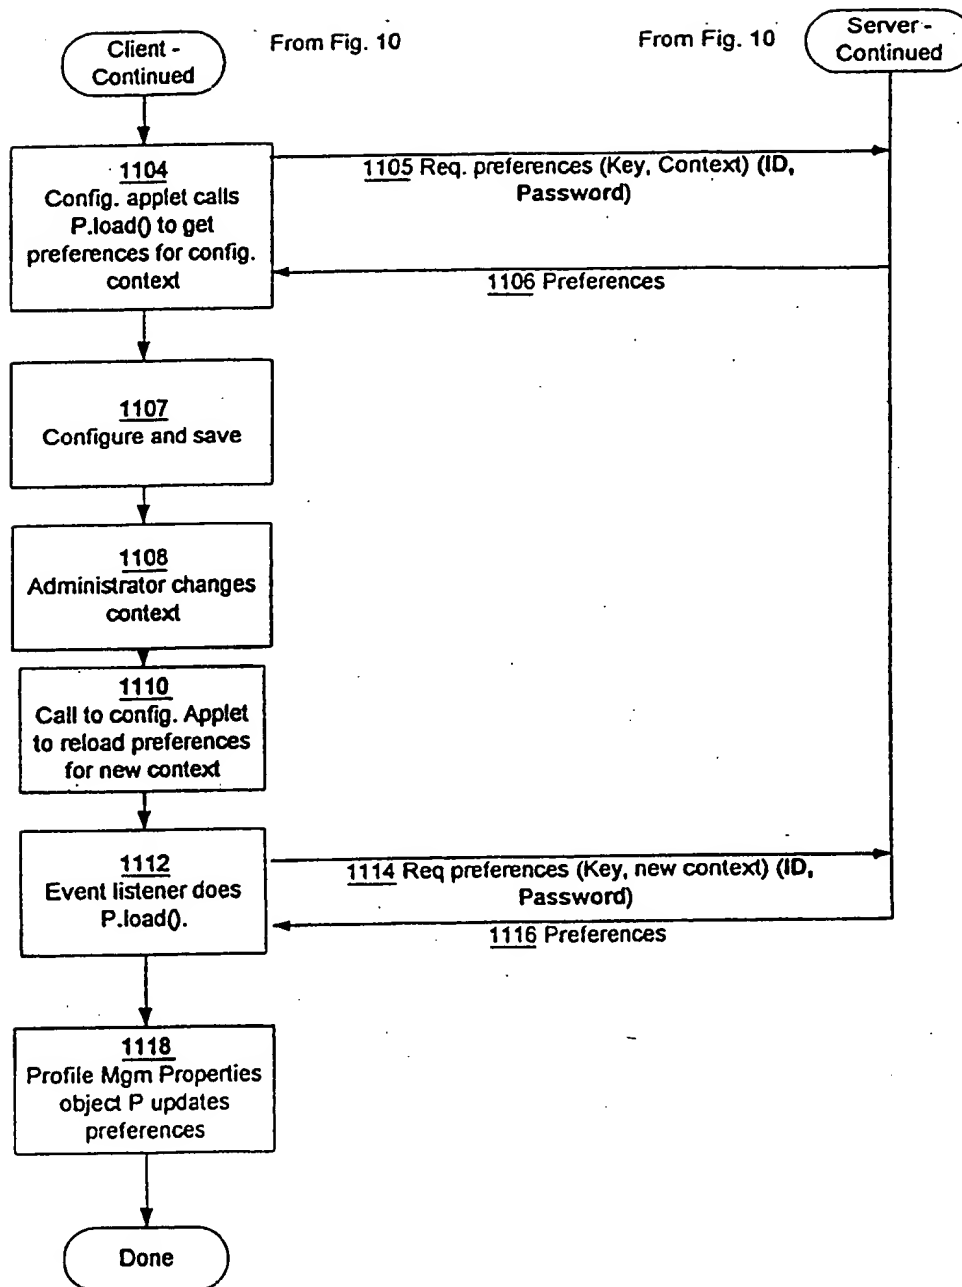 Client -
Continued
From Fig. 10
From Fig. 10
Server -
Continued
1104
Config. applet calls
P.load() to get
preferences for config.
context
1105 Req. preferences (Key, Context) (ID,
Password)
1106 Preferences
1107
Configure and save
1108
Administrator changes
context
1110
Call to config. Applet
to reload preferences
for new context
1112
Event listener does
P.load().
1114 Req preferences (Key, new context) (ID,
Password)
1116 Preferences
1118
Profile Mgm Properties
object P updates
preferences
Done